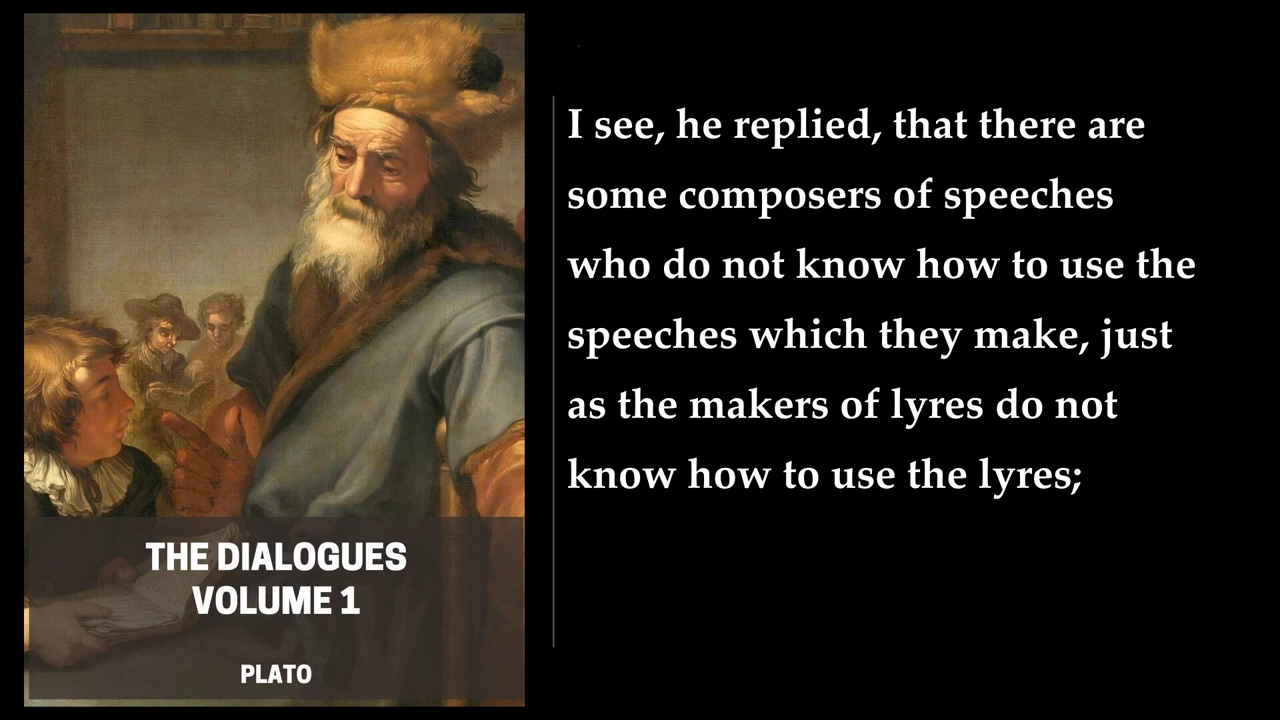 THE DIALOGUES
VOLUME 1
PLATO
I see, he replied, that there are
some composers of speeches
who do not know how to use the
speeches which they make, just
as the makers of lyres do not
know how to use the lyres;